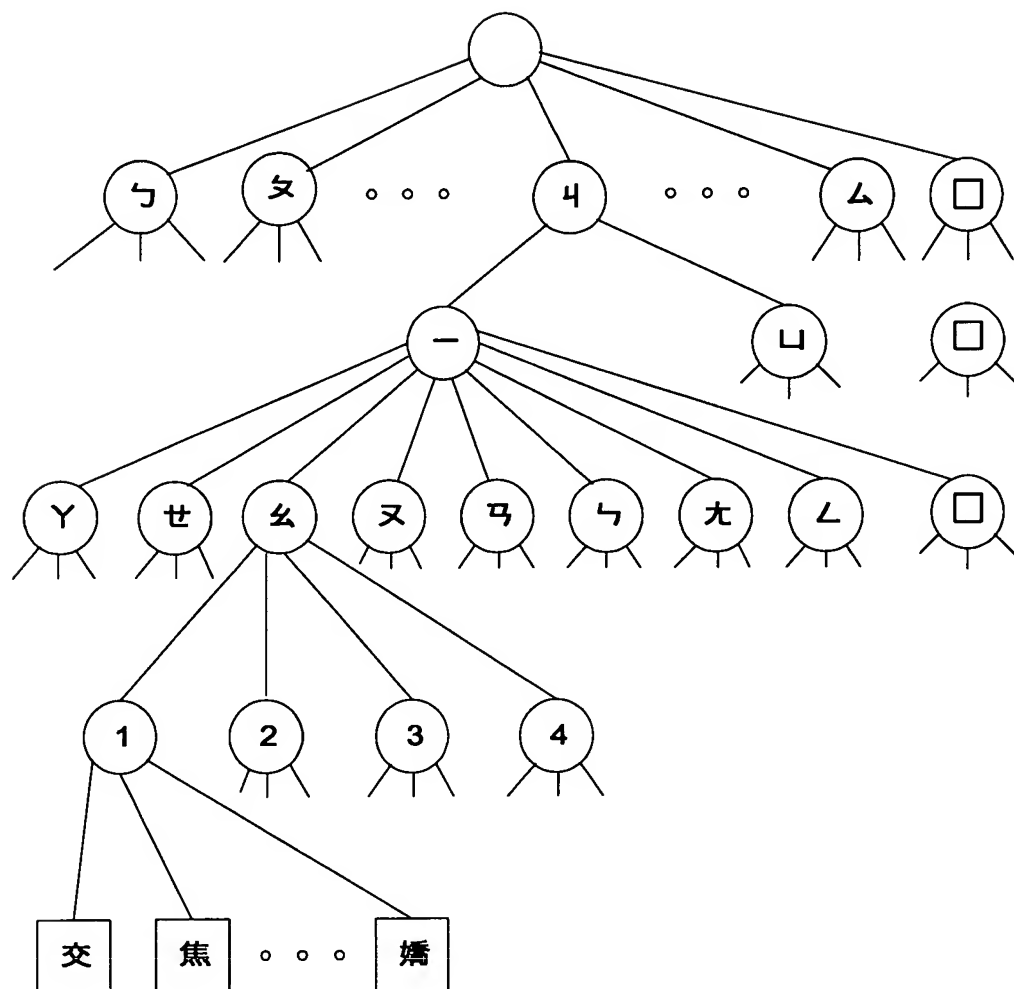 ㄅ ㄆ 。。。 ㄐ 。。。 ㄙ □
ㄧ ㄩ □
ㄚ ㄝ ㄠ ㄡ ㄢ ㄣ ㄤ ㄥ □
1 2 3 4
交 焦 。。。 嬌